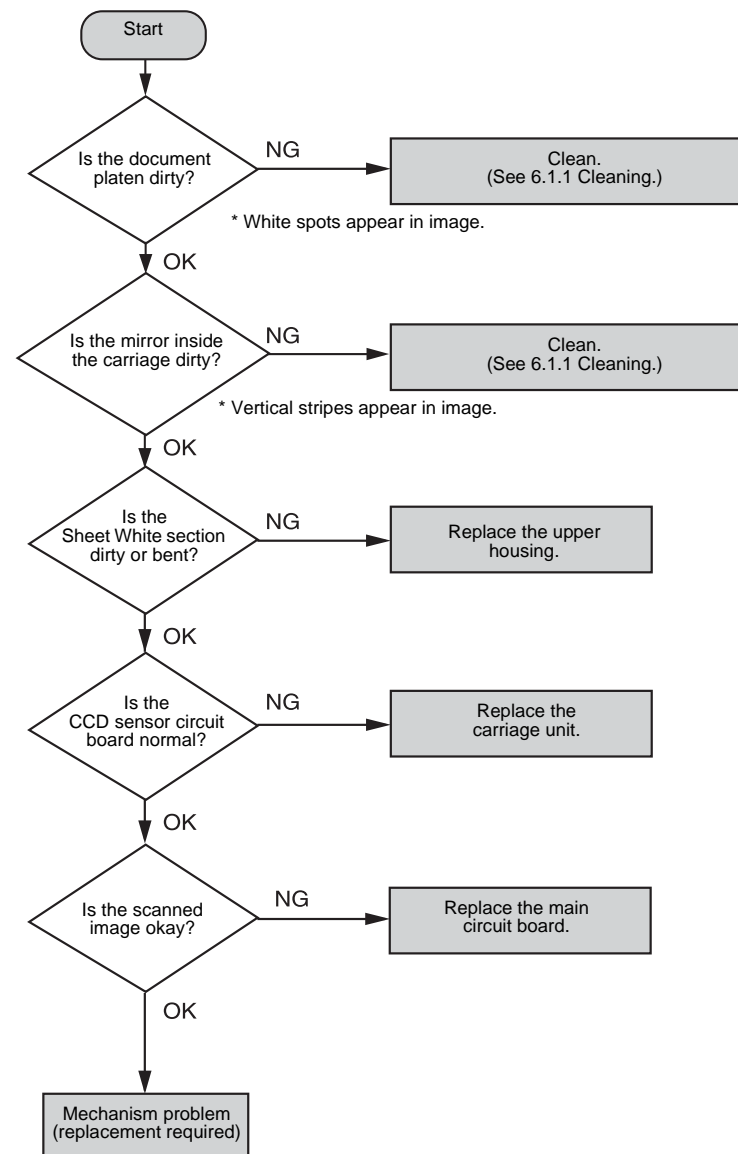 Start
Is the document
platen dirty?
NG
Clean.
(See 6.1.1 Cleaning.)
* White spots appear in image.
OK
Is the mirror inside
the carriage dirty?
NG
Clean.
(See 6.1.1 Cleaning.)
* Vertical stripes appear in image.
OK
Is the
Sheet White section
dirty or bent?
NG
Replace the upper
housing.
OK
Is the
CCD sensor circuit
board normal?
NG
Replace the
carriage unit.
OK
Is the scanned
image okay?
NG
Replace the main
circuit board.
OK
Mechanism problem
(replacement required)